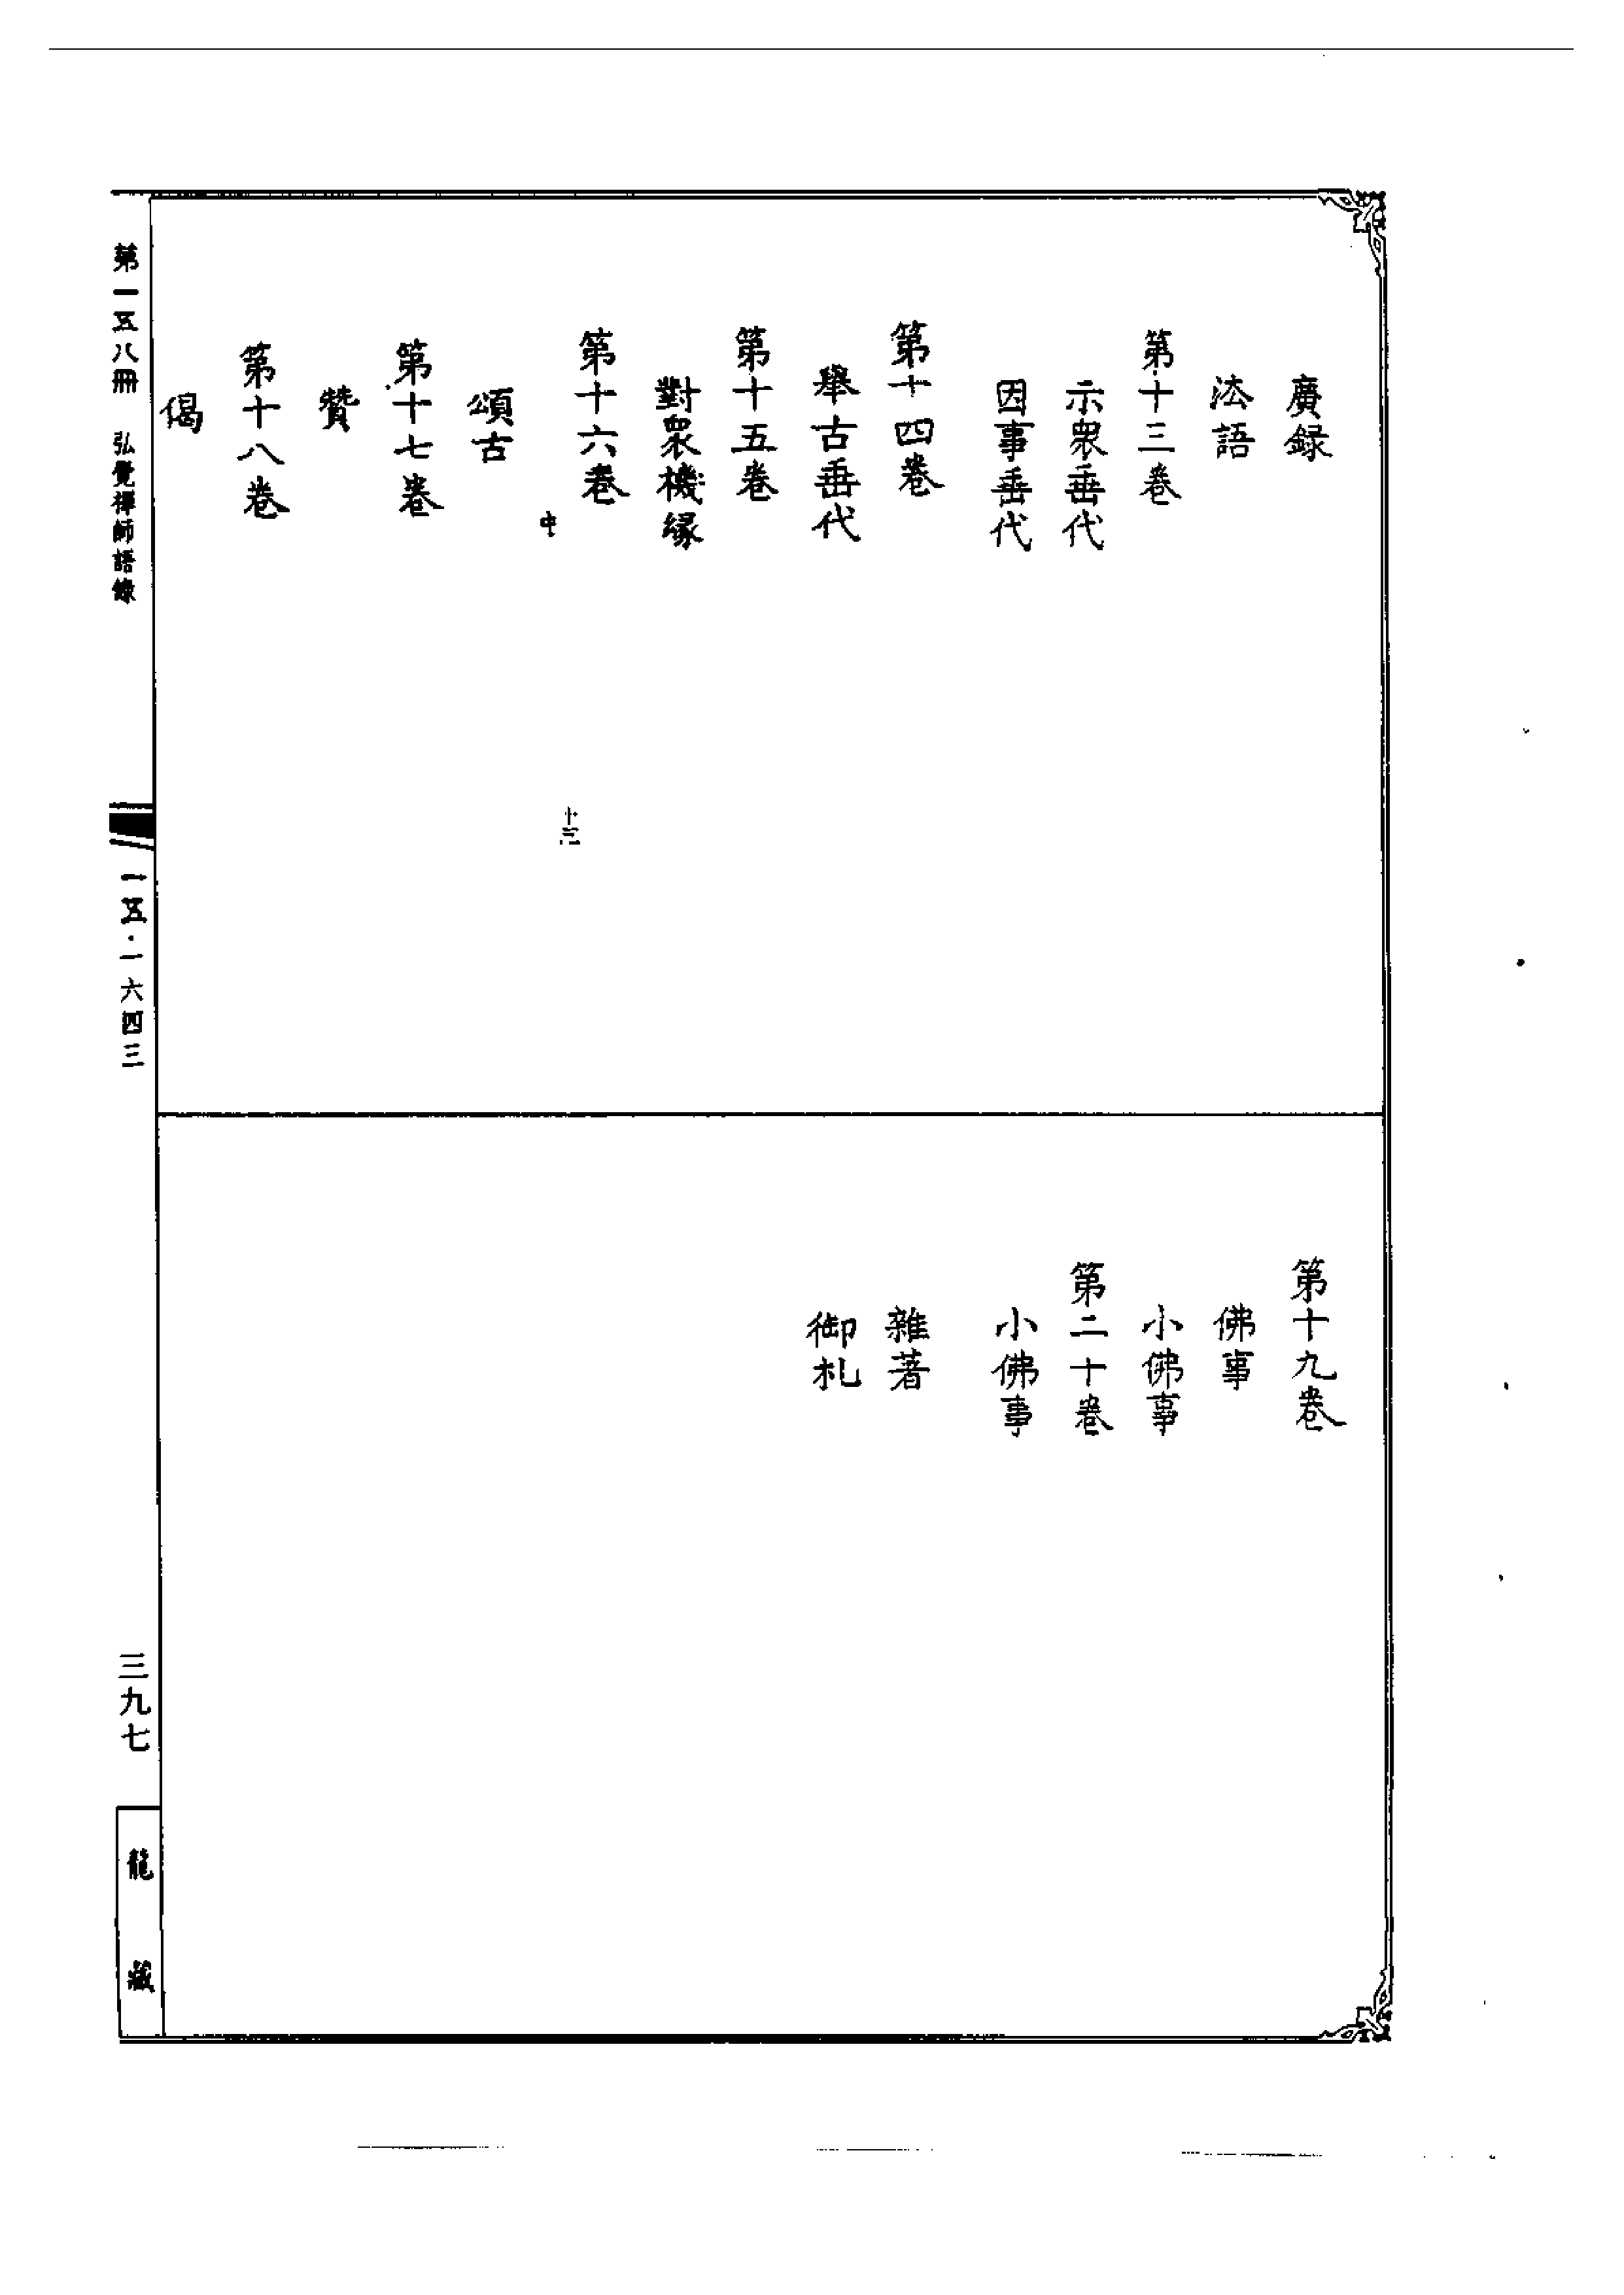 廣録
法語
第十三卷
示衆垂代
因事垂代
第十四卷
舉古垂代
第十五卷
對衆機縁
第十六卷
中
十三
頌古
第十七卷
贊
第十八卷
偈
第十九卷
佛事
小佛事
第二十卷
小佛事
雜著
御札
第一五八冊 弘覺禪師語錄
一五·一六四三
三九七
龍藏